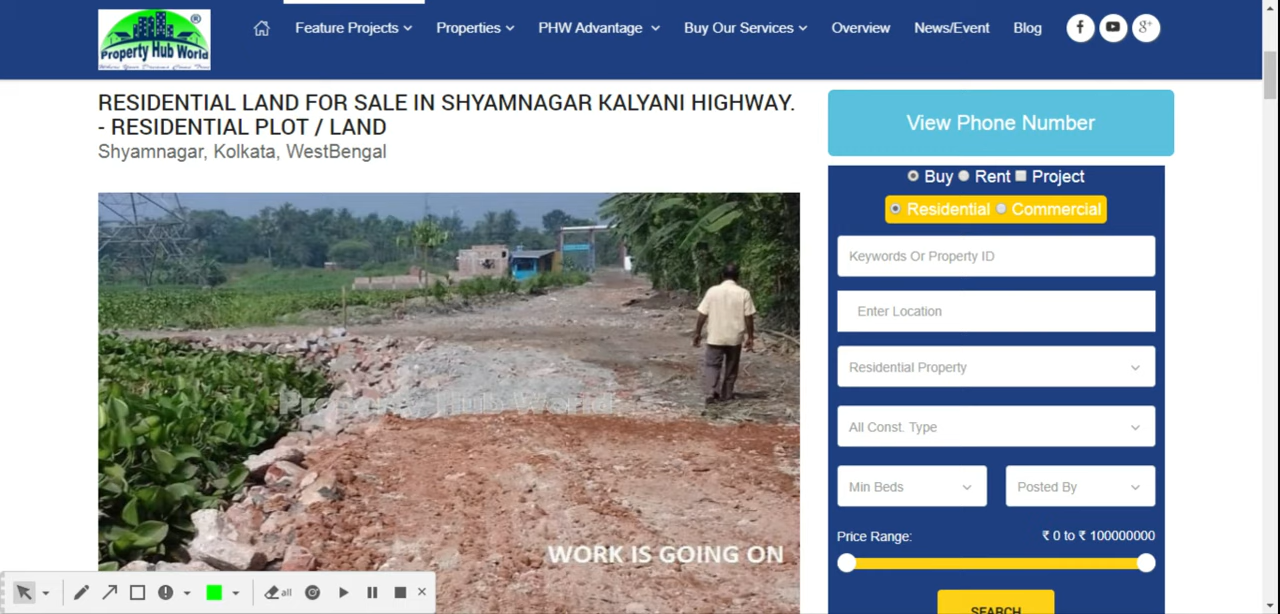 Property Hub World
Feature Projects
Properties
PHW Advantage
Buy Our Services
Overview
News/Event
Blog
RESIDENTIAL LAND FOR SALE IN SHYAMNAGAR KALYANI HIGHWAY.
- RESIDENTIAL PLOT / LAND
Shyamnagar, Kolkata, WestBengal
Property Hub World
WORK IS GOING ON
View Phone Number
Buy Rent Project
Residential Commercial
Keywords Or Property ID
Enter Location
Residential Property
All Const. Type
Min Beds
Posted By
Price Range: ₹ 0 to ₹ 100000000
SEARCH
all